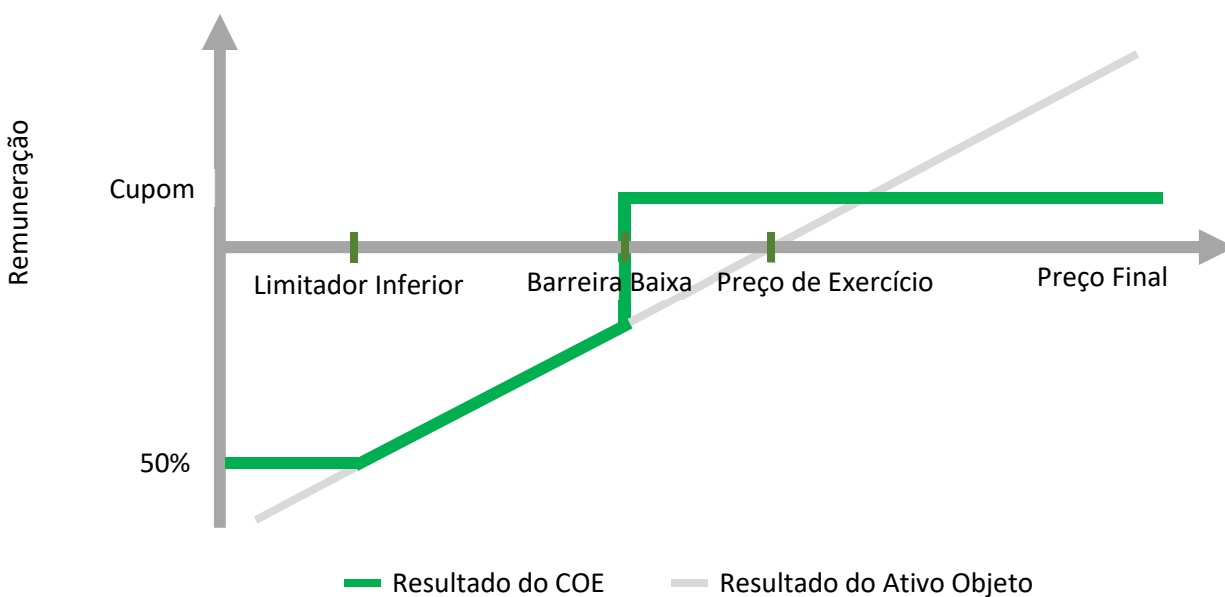 Remuneração
Cupom
Limitador Inferior
Barreira Baixa
Preço de Exercício
Preço Final
50%
Resultado do COE
Resultado do Ativo Objeto